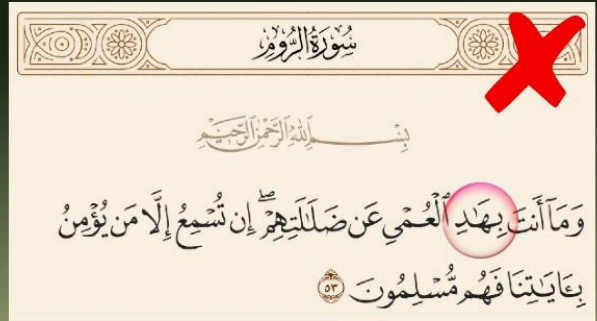 سُورَةُ الرُّومِ
بِسْمِ ٱللَّهِ ٱلرَّحْمَٰنِ ٱلرَّحِيمِ
وَمَآ أَنتَ بِهَٰدِ ٱلْعُمْىِ عَن ضَلَٰلَتِهِمْۖ إِن تُسْمِعُ إِلَّا مَن يُؤْمِنُ
بِـَٔايَٰتِنَا فَهُم مُّسْلِمُونَ ٥٣